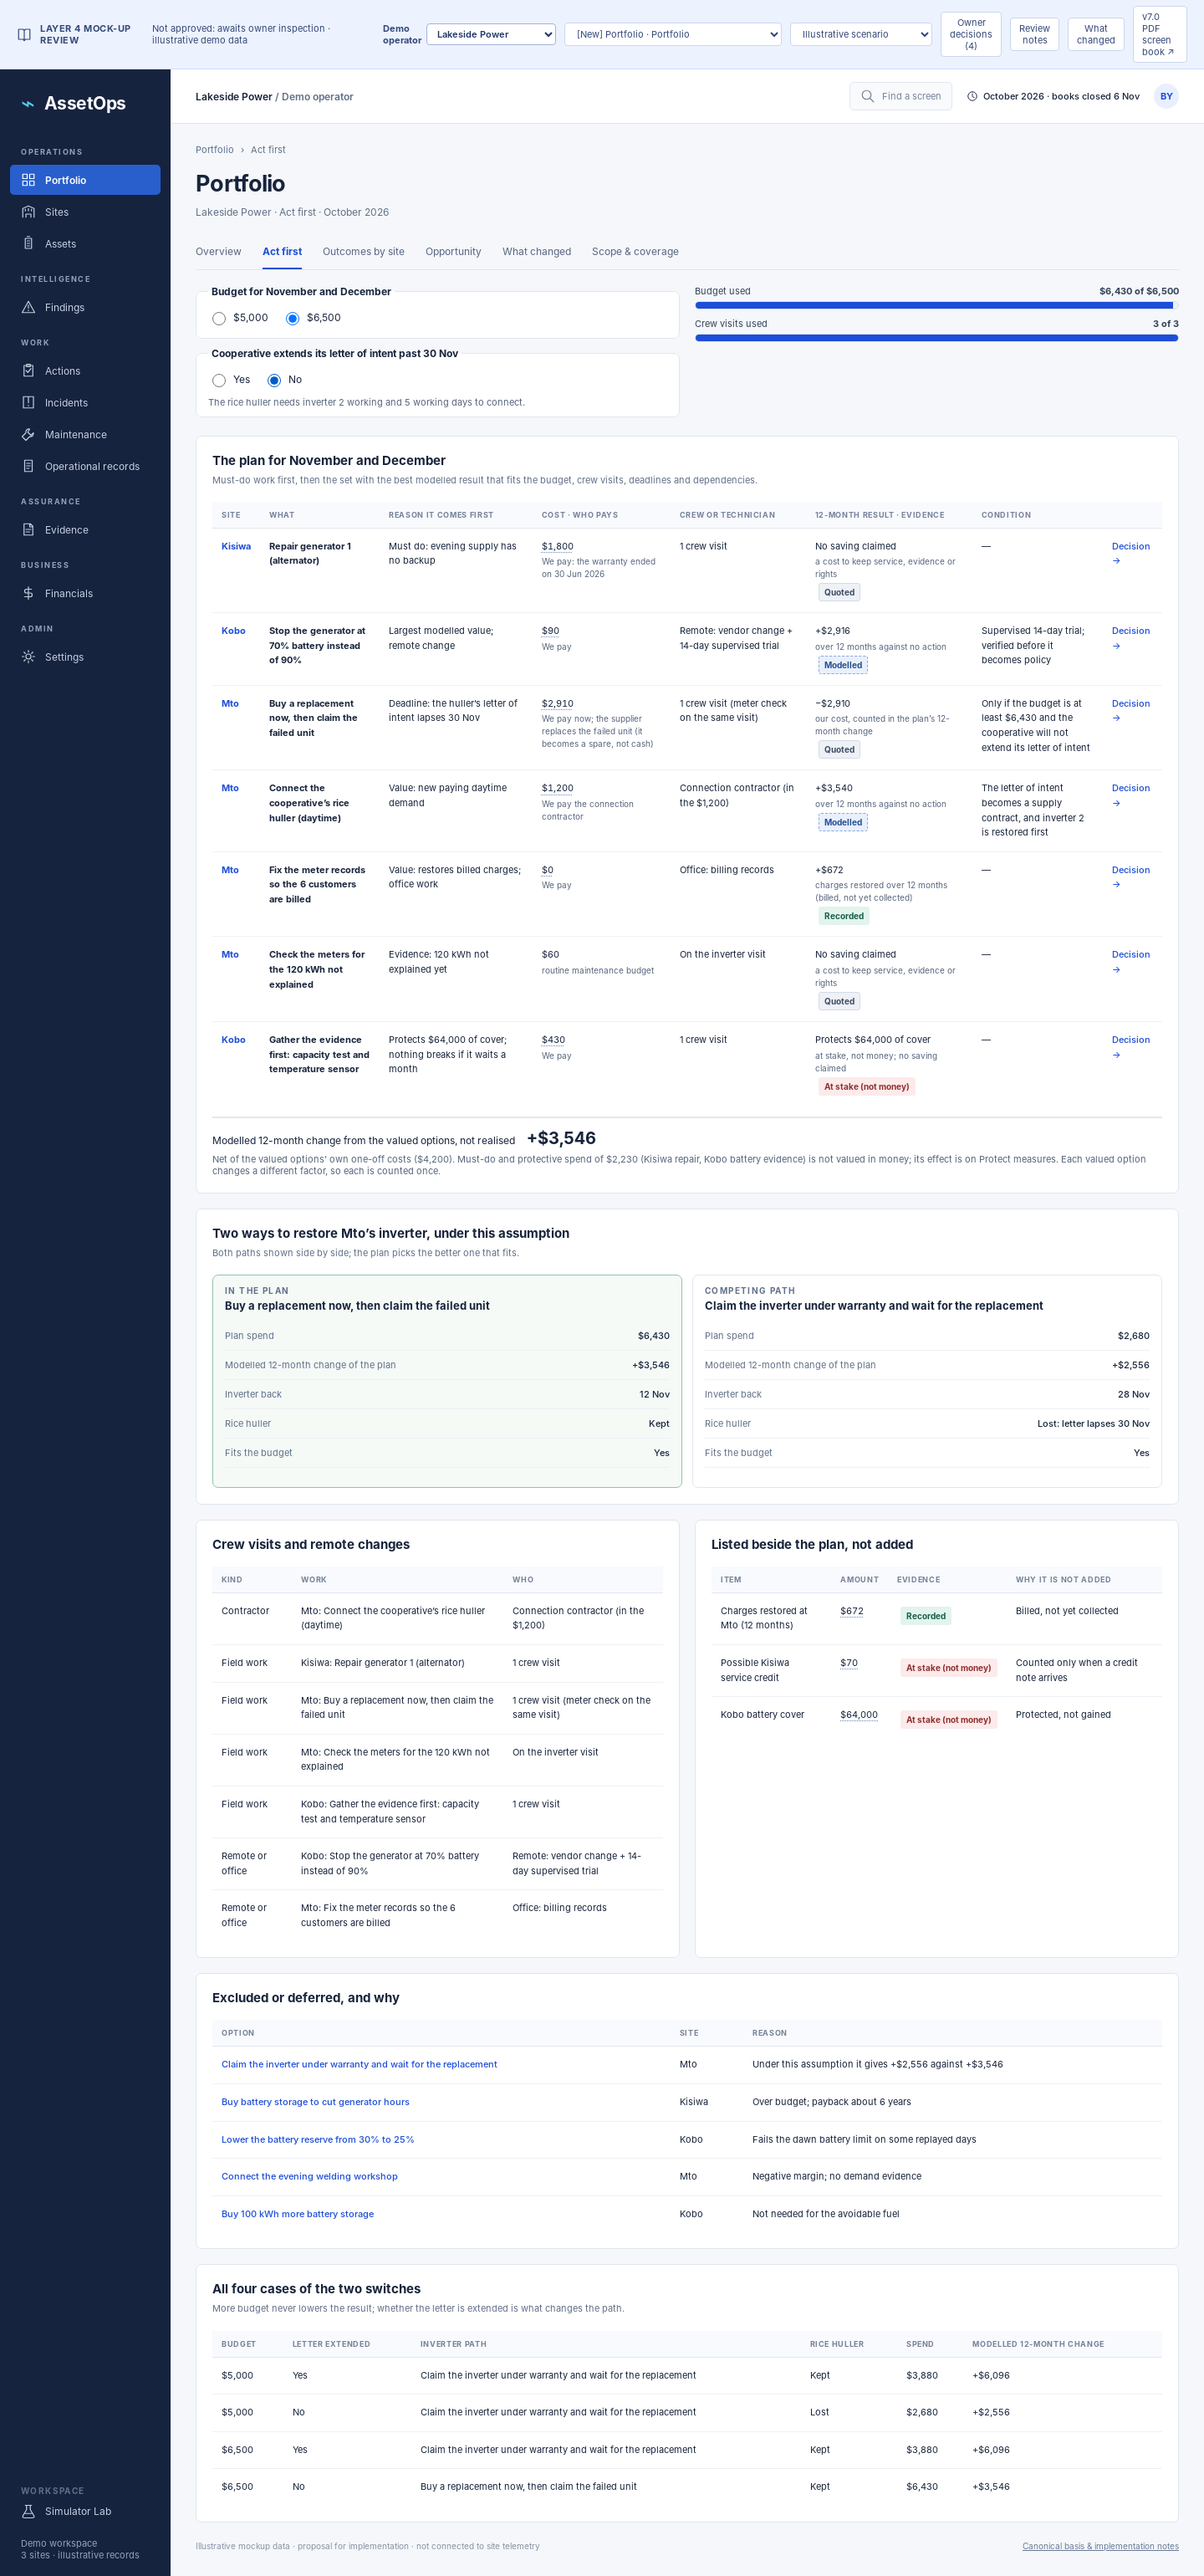 LAYER 4 MOCK-UP REVIEW
Not approved: awaits owner inspection · illustrative demo data
Demo operator
Lakeside Power
[New] Portfolio · Portfolio
Illustrative scenario
Owner decisions (4)
Review notes
What changed
v7.0 PDF screen book ↗
AssetOps
OPERATIONS
Portfolio
Sites
Assets
INTELLIGENCE
Findings
WORK
Actions
Incidents
Maintenance
Operational records
ASSURANCE
Evidence
BUSINESS
Financials
ADMIN
Settings
WORKSPACE
Simulator Lab
Demo workspace
3 sites · illustrative records
Lakeside Power / Demo operator
Find a screen
October 2026 · books closed 6 Nov
BY
Portfolio › Act first
Portfolio
Lakeside Power · Act first · October 2026
Overview
Act first
Outcomes by site
Opportunity
What changed
Scope & coverage
Budget for November and December
$5,000
$6,500
Cooperative extends its letter of intent past 30 Nov
Yes
No
The rice huller needs inverter 2 working and 5 working days to connect.
Budget used
$6,430 of $6,500
Crew visits used
3 of 3
The plan for November and December
Must-do work first, then the set with the best modelled result that fits the budget, crew visits, deadlines and dependencies.
SITE WHAT REASON IT COMES FIRST COST · WHO PAYS CREW OR TECHNICIAN 12-MONTH RESULT · EVIDENCE CONDITION
Kisiwa
Repair generator 1 (alternator)
Must do: evening supply has no backup
$1,800
We pay: the warranty ended on 30 Jun 2026
1 crew visit
No saving claimed
a cost to keep service, evidence or rights
Quoted
—
Decision →
Kobo
Stop the generator at 70% battery instead of 90%
Largest modelled value; remote change
$90
We pay
Remote: vendor change + 14-day supervised trial
+$2,916
over 12 months against no action
Modelled
Supervised 14-day trial; verified before it becomes policy
Decision →
Mto
Buy a replacement now, then claim the failed unit
Deadline: the huller's letter of intent lapses 30 Nov
$2,910
We pay now; the supplier replaces the failed unit (it becomes a spare, not cash)
1 crew visit (meter check on the same visit)
−$2,910
our cost, counted in the plan's 12-month change
Quoted
Only if the budget is at least $6,430 and the cooperative will not extend its letter of intent
Decision →
Mto
Connect the cooperative's rice huller (daytime)
Value: new paying daytime demand
$1,200
We pay the connection contractor
Connection contractor (in the $1,200)
+$3,540
over 12 months against no action
Modelled
The letter of intent becomes a supply contract, and inverter 2 is restored first
Decision →
Mto
Fix the meter records so the 6 customers are billed
Value: restores billed charges; office work
$0
We pay
Office: billing records
+$672
charges restored over 12 months (billed, not yet collected)
Recorded
—
Decision →
Mto
Check the meters for the 120 kWh not explained
Evidence: 120 kWh not explained yet
$60
routine maintenance budget
On the inverter visit
No saving claimed
a cost to keep service, evidence or rights
Quoted
—
Decision →
Kobo
Gather the evidence first: capacity test and temperature sensor
Protects $64,000 of cover; nothing breaks if it waits a month
$430
We pay
1 crew visit
Protects $64,000 of cover
at stake, not money; no saving claimed
At stake (not money)
—
Decision →
Modelled 12-month change from the valued options, not realised +$3,546
Net of the valued options' own one-off costs ($4,200). Must-do and protective spend of $2,230 (Kisiwa repair, Kobo battery evidence) is not valued in money; its effect is on Protect measures. Each valued option changes a different factor, so each is counted once.
Two ways to restore Mto's inverter, under this assumption
Both paths shown side by side; the plan picks the better one that fits.
IN THE PLAN
Buy a replacement now, then claim the failed unit
Plan spend $6,430
Modelled 12-month change of the plan +$3,546
Inverter back 12 Nov
Rice huller Kept
Fits the budget Yes
COMPETING PATH
Claim the inverter under warranty and wait for the replacement
Plan spend $2,680
Modelled 12-month change of the plan +$2,556
Inverter back 28 Nov
Rice huller Lost: letter lapses 30 Nov
Fits the budget Yes
Crew visits and remote changes
KIND WORK WHO
Contractor Mto: Connect the cooperative's rice huller (daytime) Connection contractor (in the $1,200)
Field work Kisiwa: Repair generator 1 (alternator) 1 crew visit
Field work Mto: Buy a replacement now, then claim the failed unit 1 crew visit (meter check on the same visit)
Field work Mto: Check the meters for the 120 kWh not explained On the inverter visit
Field work Kobo: Gather the evidence first: capacity test and temperature sensor 1 crew visit
Remote or office Kobo: Stop the generator at 70% battery instead of 90% Remote: vendor change + 14-day supervised trial
Remote or office Mto: Fix the meter records so the 6 customers are billed Office: billing records
Listed beside the plan, not added
ITEM AMOUNT EVIDENCE WHY IT IS NOT ADDED
Charges restored at Mto (12 months) $672 Recorded Billed, not yet collected
Possible Kisiwa service credit $70 At stake (not money) Counted only when a credit note arrives
Kobo battery cover $64,000 At stake (not money) Protected, not gained
Excluded or deferred, and why
OPTION SITE REASON
Claim the inverter under warranty and wait for the replacement Mto Under this assumption it gives +$2,556 against +$3,546
Buy battery storage to cut generator hours Kisiwa Over budget; payback about 6 years
Lower the battery reserve from 30% to 25% Kobo Fails the dawn battery limit on some replayed days
Connect the evening welding workshop Mto Negative margin; no demand evidence
Buy 100 kWh more battery storage Kobo Not needed for the avoidable fuel
All four cases of the two switches
More budget never lowers the result; whether the letter is extended is what changes the path.
BUDGET LETTER EXTENDED INVERTER PATH RICE HULLER SPEND MODELLED 12-MONTH CHANGE
$5,000 Yes Claim the inverter under warranty and wait for the replacement Kept $3,880 +$6,096
$5,000 No Claim the inverter under warranty and wait for the replacement Lost $2,680 +$2,556
$6,500 Yes Claim the inverter under warranty and wait for the replacement Kept $3,880 +$6,096
$6,500 No Buy a replacement now, then claim the failed unit Kept $6,430 +$3,546
Illustrative mockup data · proposal for implementation · not connected to site telemetry
Canonical basis & implementation notes